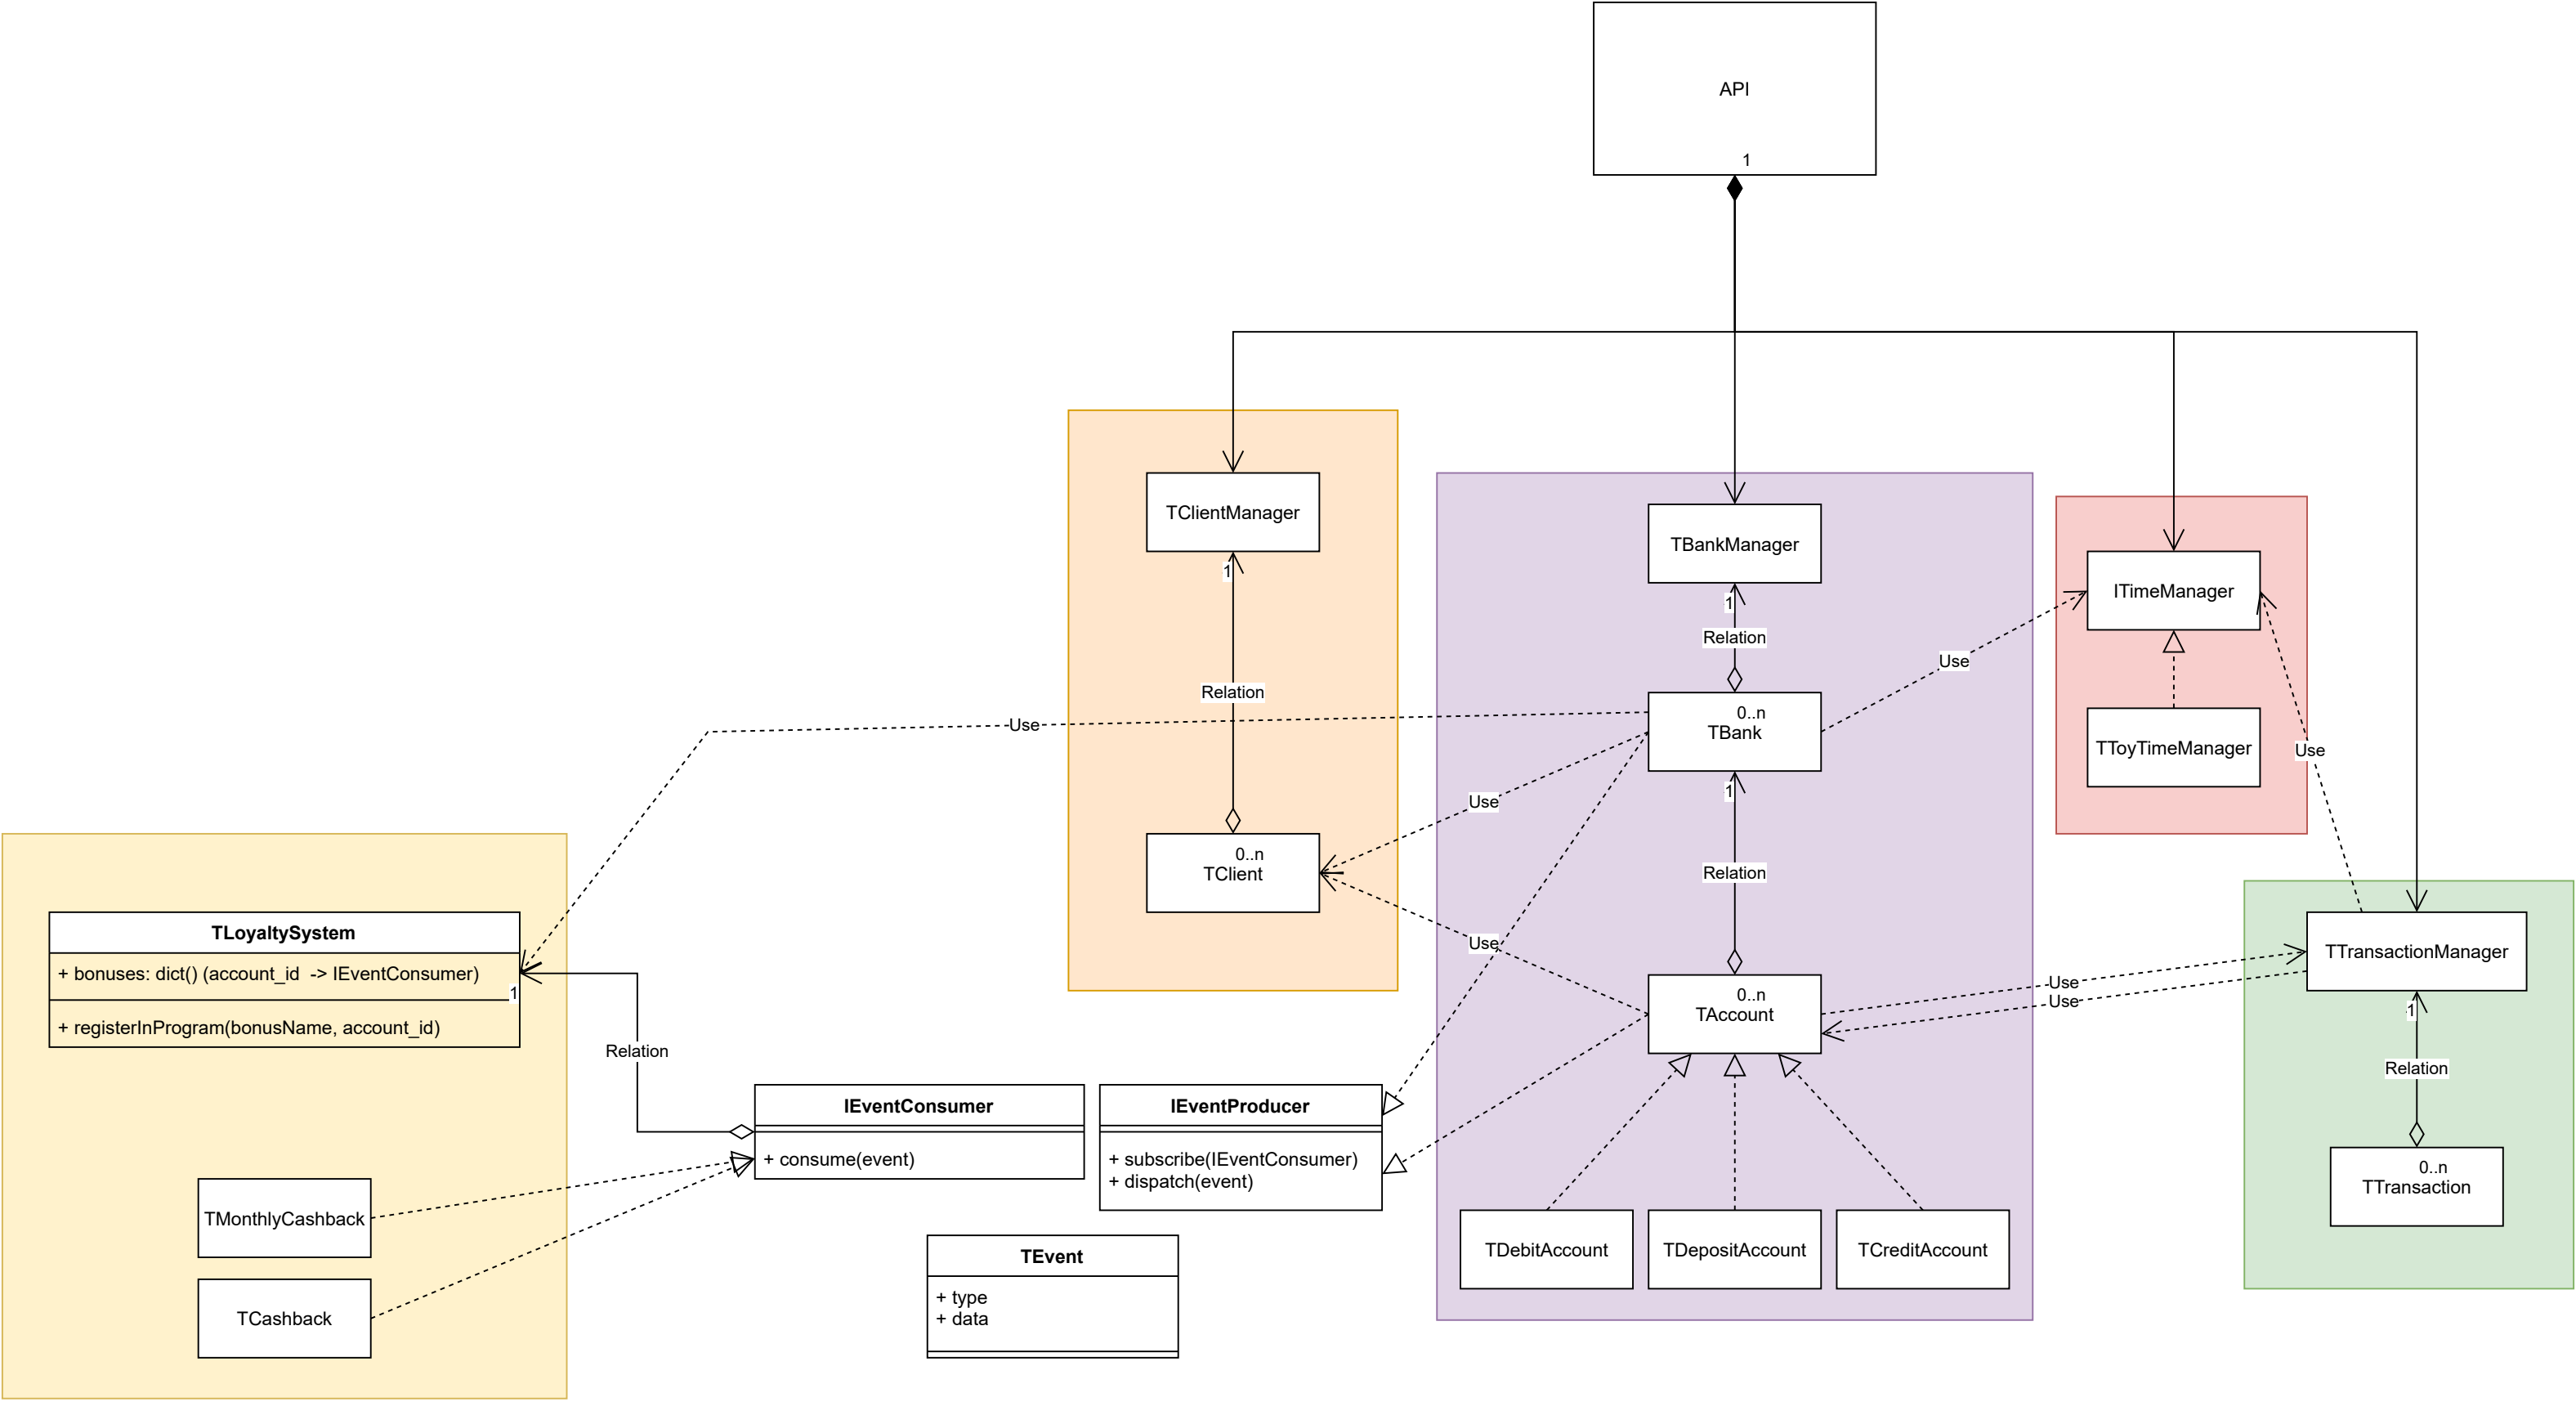 API
1
TClientManager
1
Relation
0..n
TClient
TBankManager
1
Relation
0..n
TBank
1
Relation
0..n
TAccount
TDebitAccount
TDepositAccount
TCreditAccount
ITimeManager
TToyTimeManager
Use
Use
Use
Use
Use
Use
Use
TTransactionManager
1
Relation
0..n
TTransaction
TLoyaltySystem
+ bonuses: dict() (account_id -> IEventConsumer)
1
+ registerInProgram(bonusName, account_id)
Relation
TMonthlyCashback
TCashback
IEventConsumer
+ consume(event)
IEventProducer
+ subscribe(IEventConsumer)
+ dispatch(event)
TEvent
+ type
+ data